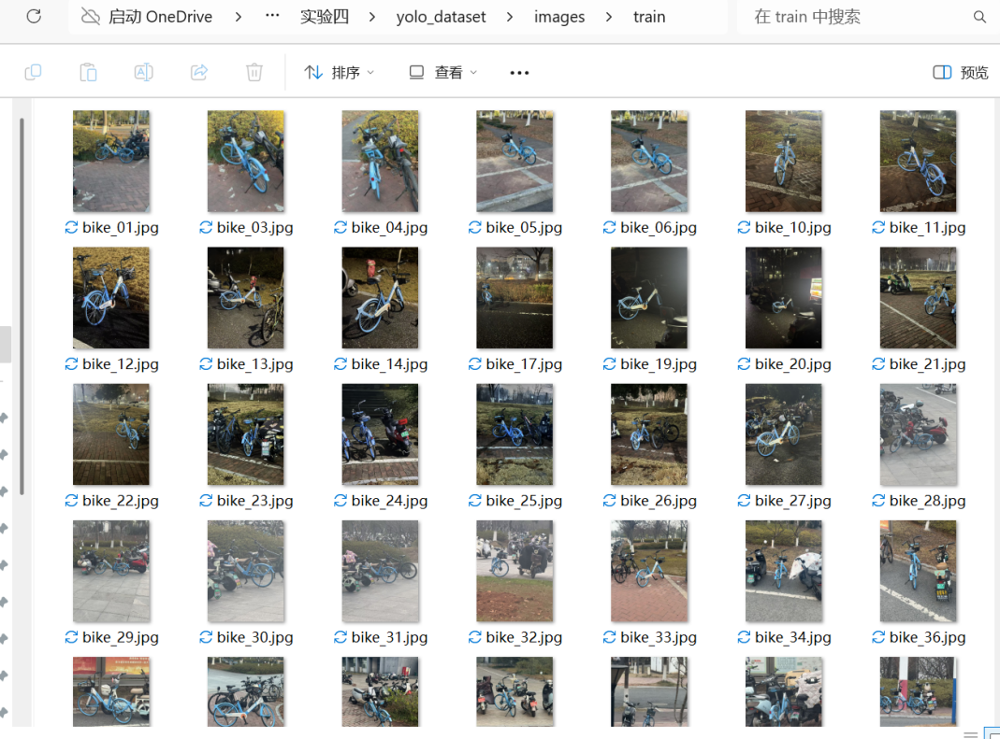 启动 OneDrive > ··· 实验四 > yolo_dataset > images > train
在 train 中搜索
排序 查看 ··· 预览
bike_01.jpg bike_03.jpg bike_04.jpg bike_05.jpg bike_06.jpg bike_10.jpg bike_11.jpg
bike_12.jpg bike_13.jpg bike_14.jpg bike_17.jpg bike_19.jpg bike_20.jpg bike_21.jpg
bike_22.jpg bike_23.jpg bike_24.jpg bike_25.jpg bike_26.jpg bike_27.jpg bike_28.jpg
bike_29.jpg bike_30.jpg bike_31.jpg bike_32.jpg bike_33.jpg bike_34.jpg bike_36.jpg